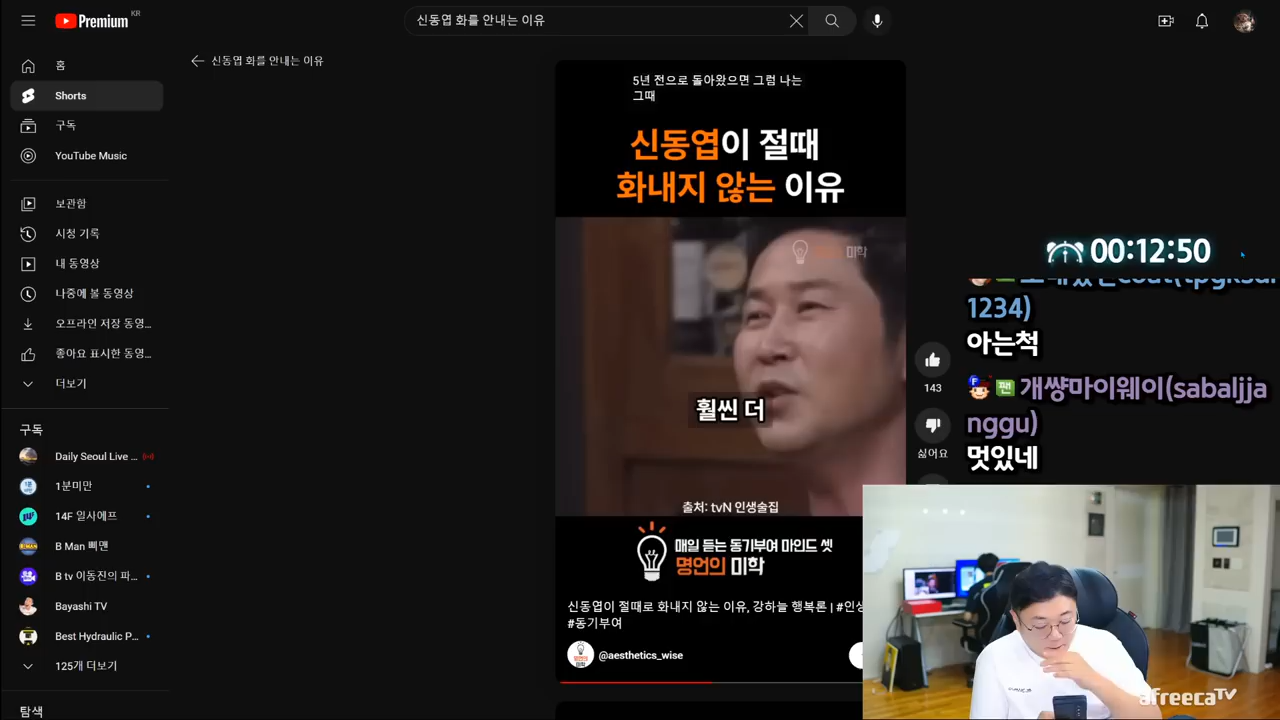 Premium KR
신동엽 화를 안내는 이유
신동엽 화를 안내는 이유
홈
Shorts
구독
YouTube Music
보관함
시청 기록
내 동영상
나중에 볼 동영상
오프라인 저장 동영...
좋아요 표시한 동영...
더보기
구독
Daily Seoul Live ...
1분미만
14F 일사에프
B Man 삐맨
B tv 이동진의 파...
Bayashi TV
Best Hydraulic P...
125개 더보기
탐색
5년 전으로 돌아왔으면 그럼 나는
그때
신동엽이 절때
화내지 않는 이유
미학
훨씬 더
출처: tvN 인생술집
매일 듣는 동기부여 마인드 셋
명언의 미학
신동엽이 절때로 화내지 않는 이유, 강하늘 행복론 | #인생
#동기부여
@aesthetics_wise
143
싫어요
00:12:50
1234)
아는척
팬 개쌍마이웨이(sabaljja
nggu)
멋있네
afreecaTV